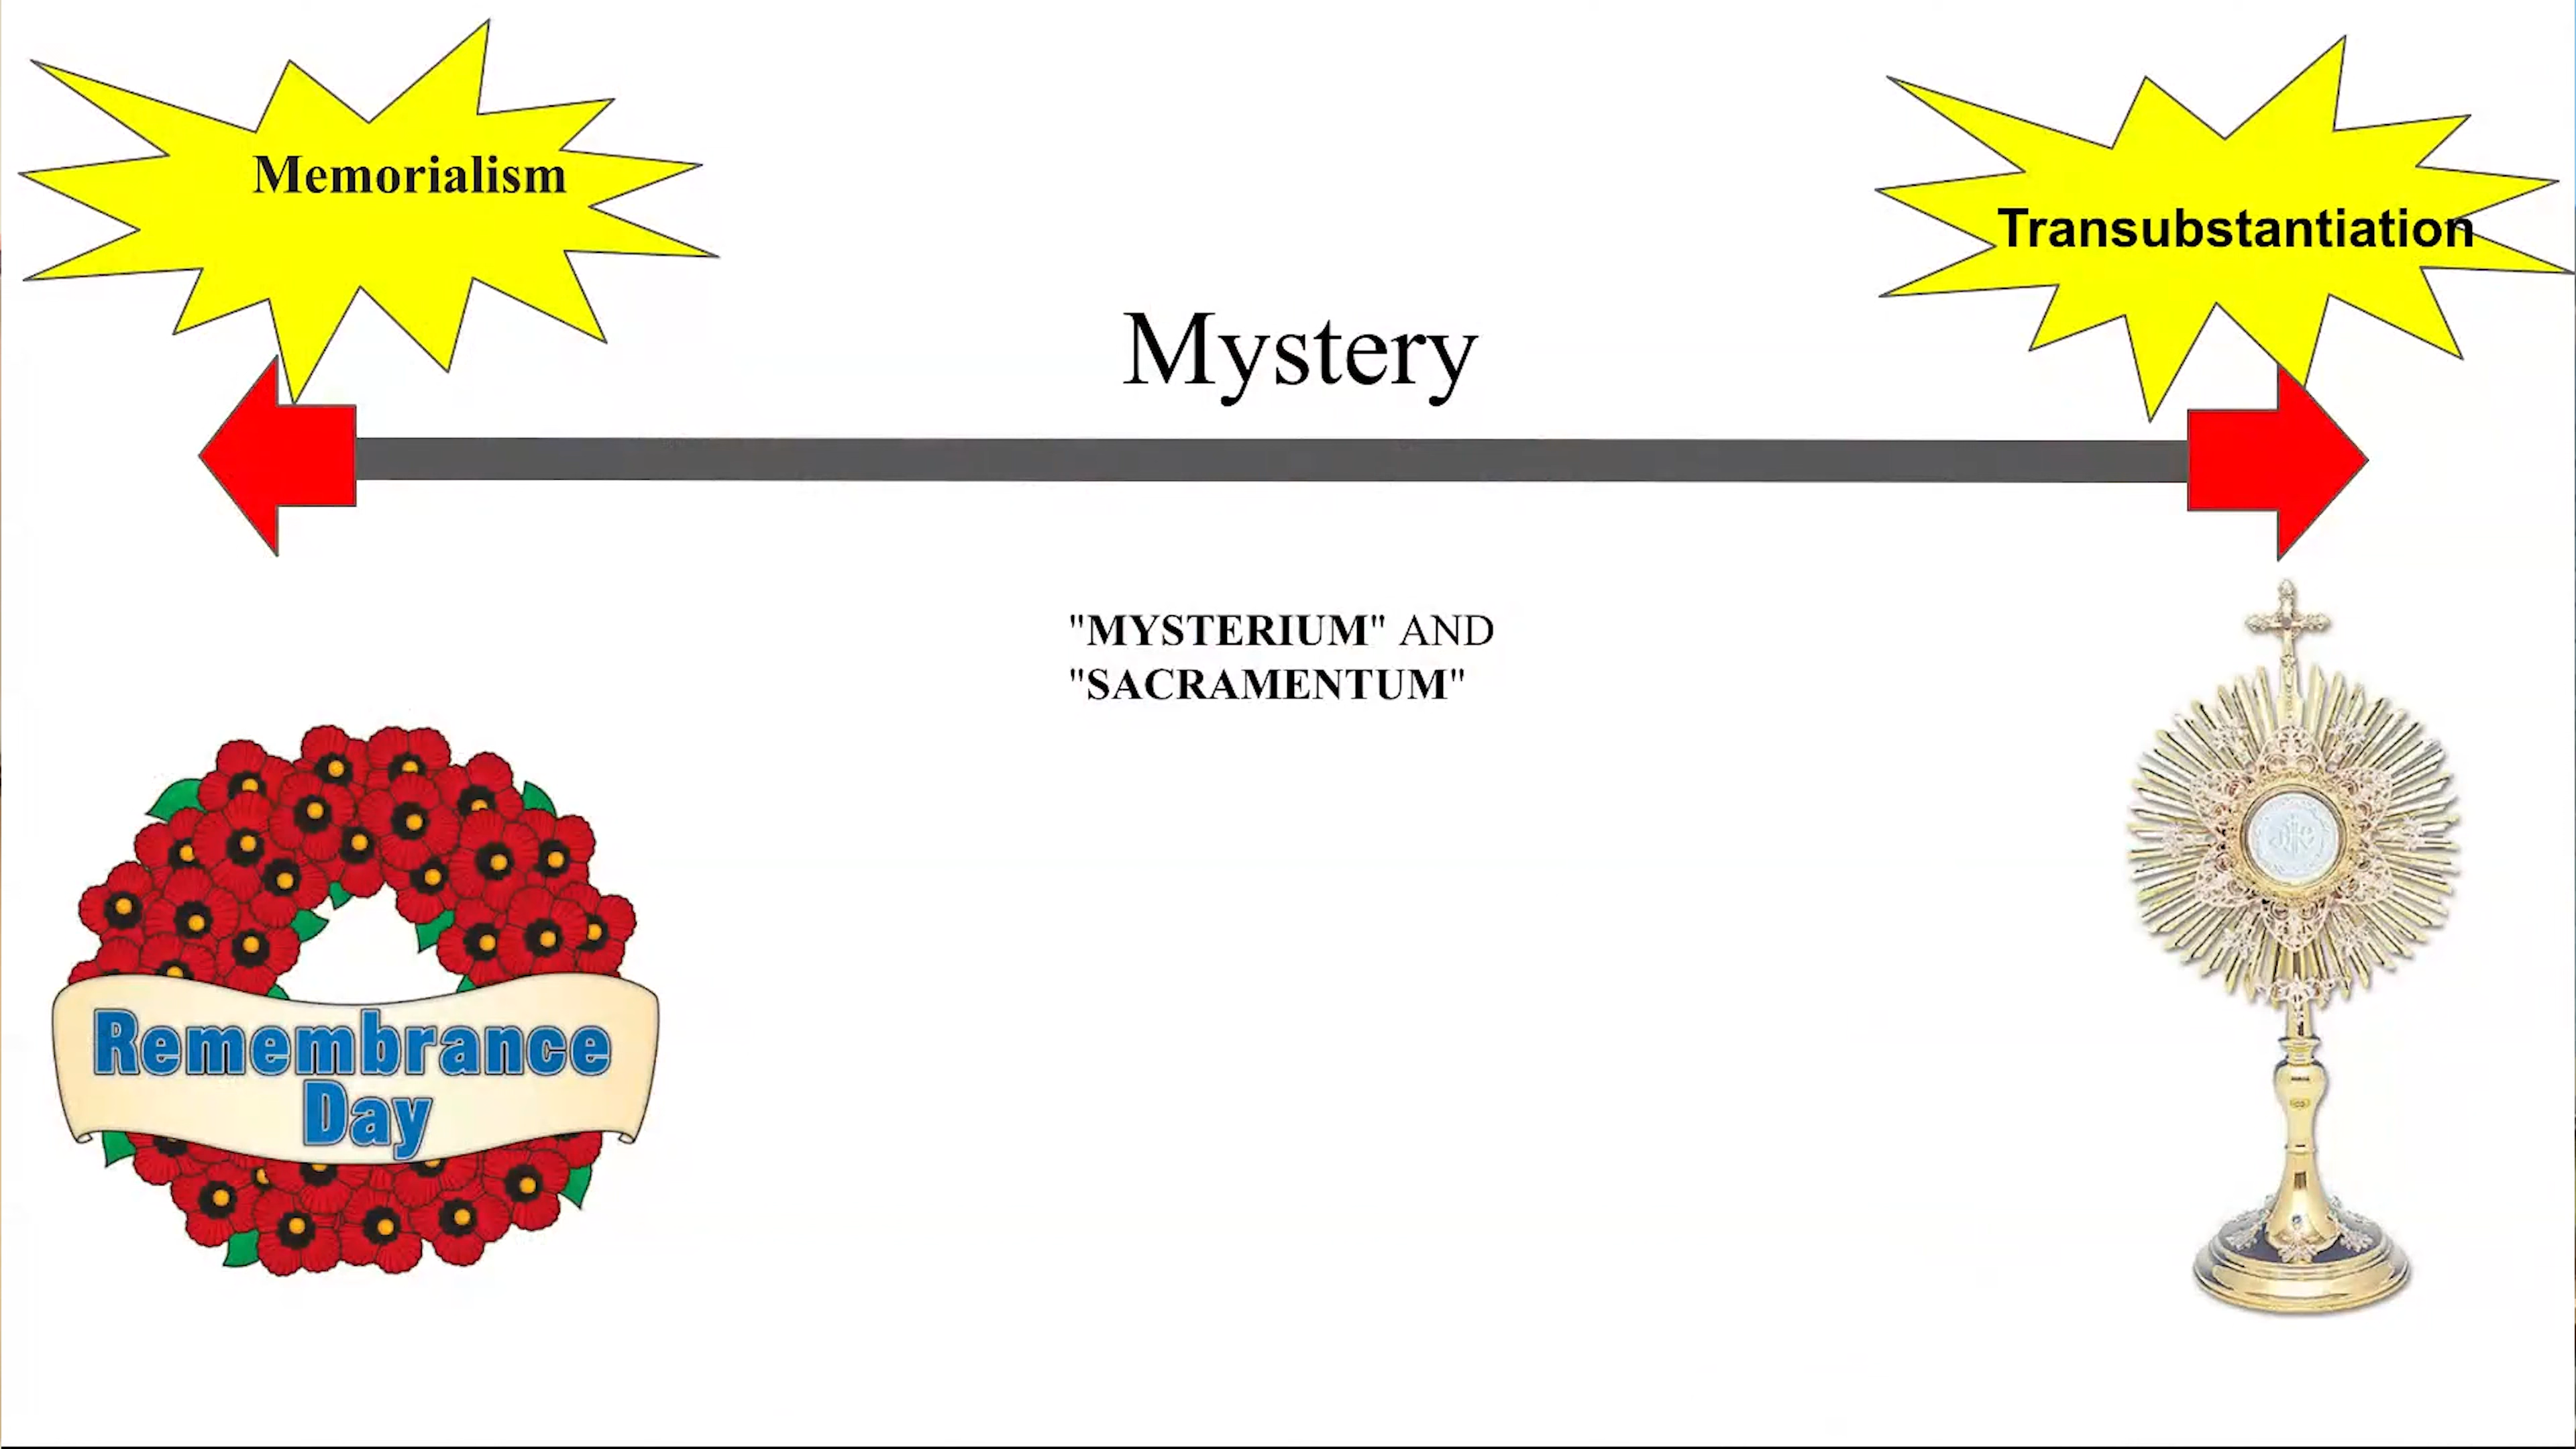 Memorialism
Transubstantiation
Mystery
"MYSTERIUM" AND
"SACRAMENTUM"
Remembrance
Day